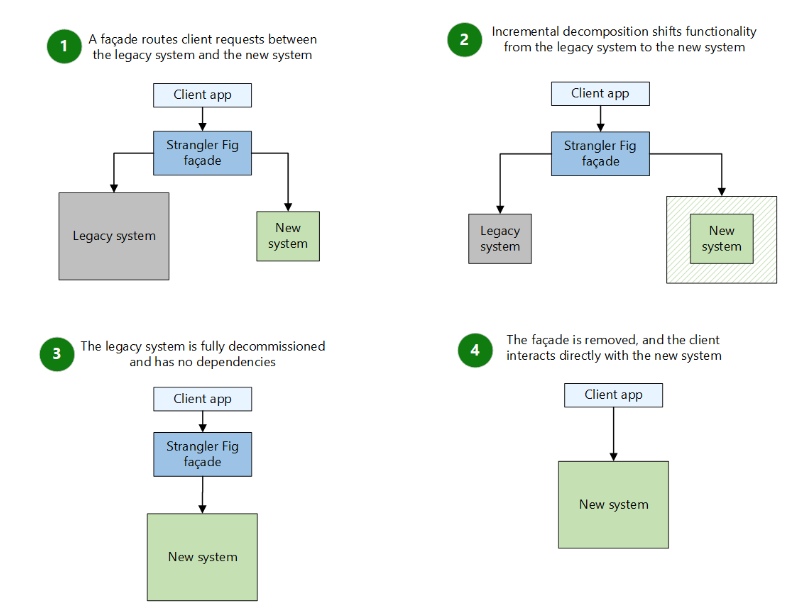 1
A façade routes client requests between
the legacy system and the new system
Client app
Strangler Fig
façade
Legacy system
New
system
2
Incremental decomposition shifts functionality
from the legacy system to the new system
Client app
Strangler Fig
façade
Legacy
system
New
system
3
The legacy system is fully decommissioned
and has no dependencies
Client app
Strangler Fig
façade
New system
4
The façade is removed, and the client
interacts directly with the new system
Client app
New system